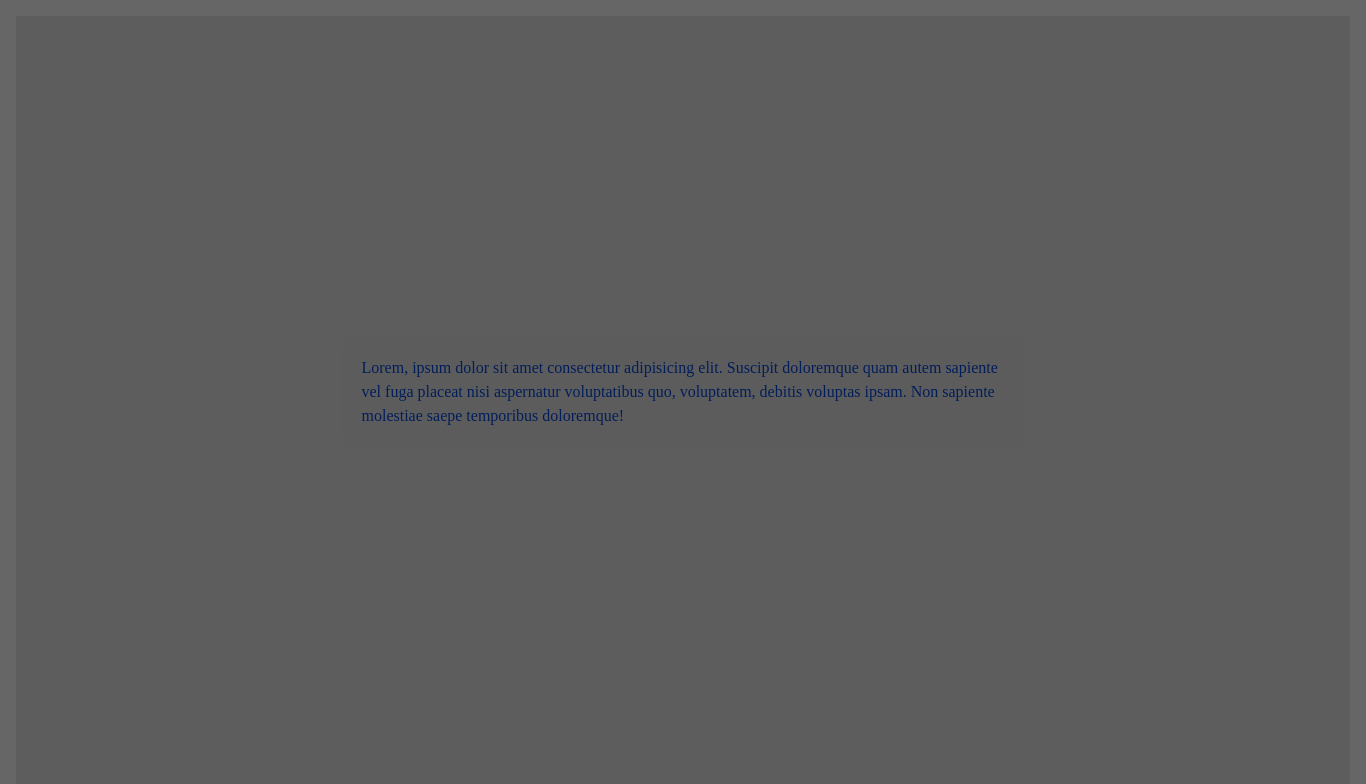 Lorem, ipsum dolor sit amet consectetur adipisicing elit. Suscipit doloremque quam autem sapiente
vel fuga placeat nisi aspernatur voluptatibus quo, voluptatem, debitis voluptas ipsam. Non sapiente
molestiae saepe temporibus doloremque!